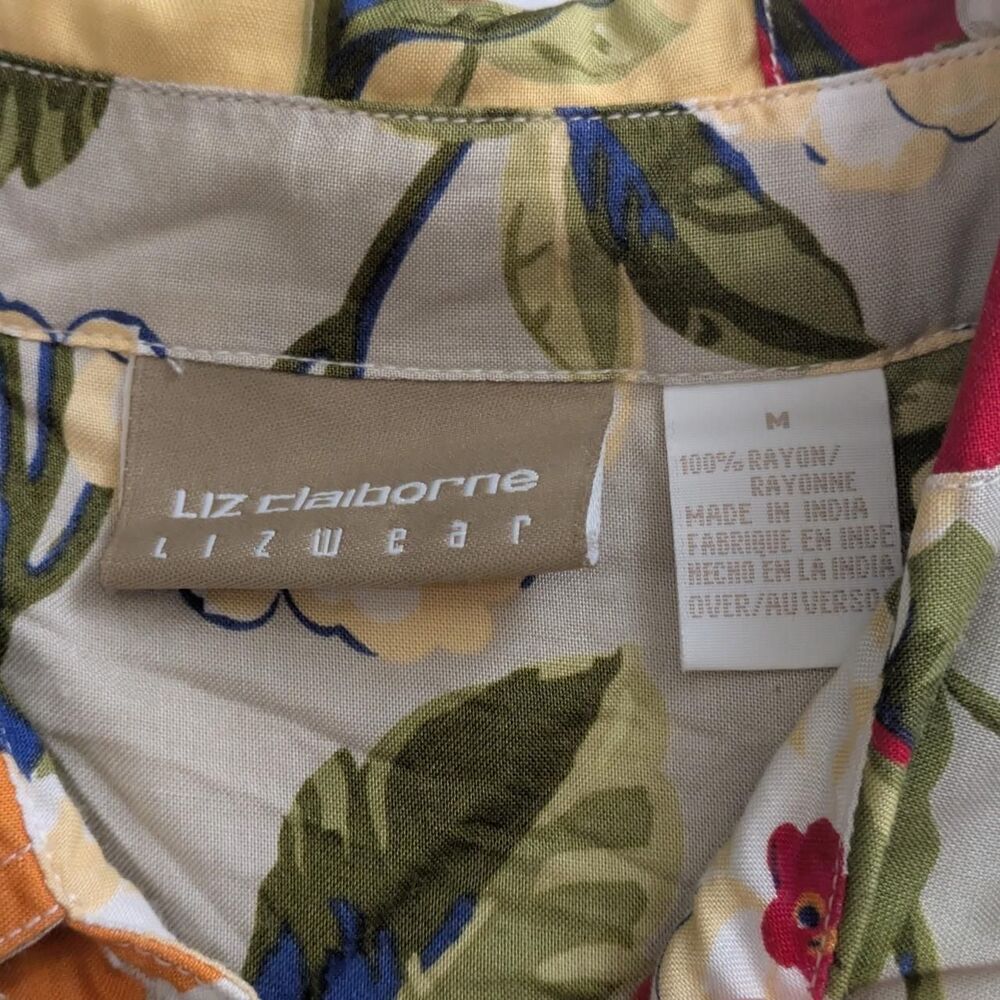 LIZ claiborne
LIZWear
M
100% RAYON/
RAYONNE
MADE IN INDIA
FABRIQUE EN INDE
HECHO EN LA INDIA
OVER/AU VERSO